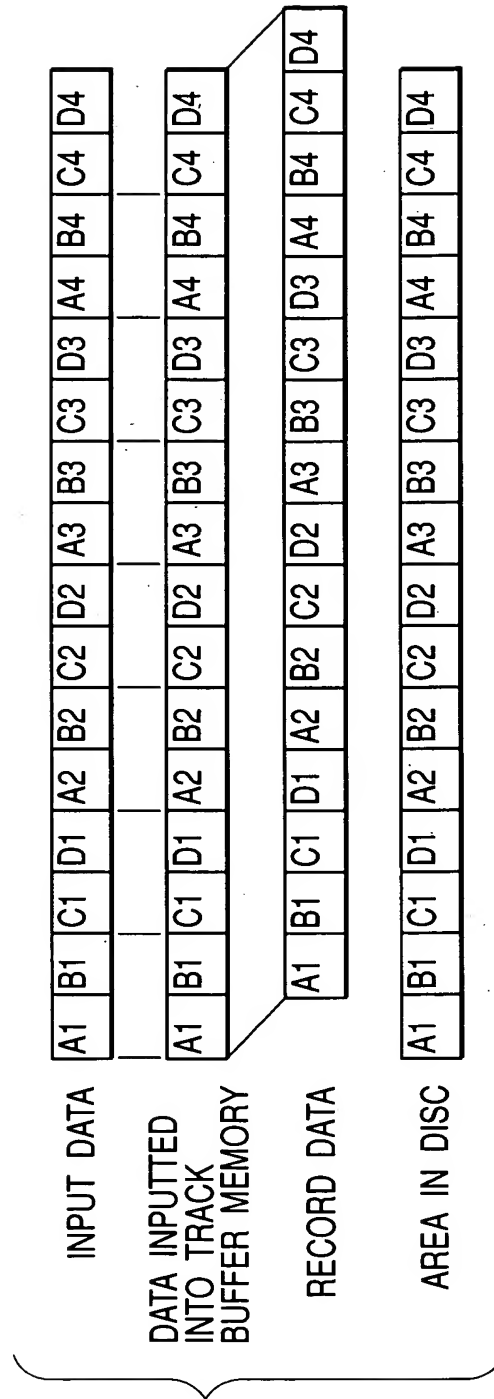 INPUT DATA
A1 B1 C1 D1 A2 B2 C2 D2 A3 B3 C3 D3 A4 B4 C4 D4
DATA INPUTTED
INTO TRACK
BUFFER MEMORY
A1 B1 C1 D1 A2 B2 C2 D2 A3 B3 C3 D3 A4 B4 C4 D4
RECORD DATA
A1 B1 C1 D1 A2 B2 C2 D2 A3 B3 C3 D3 A4 B4 C4 D4
AREA IN DISC
A1 B1 C1 D1 A2 B2 C2 D2 A3 B3 C3 D3 A4 B4 C4 D4